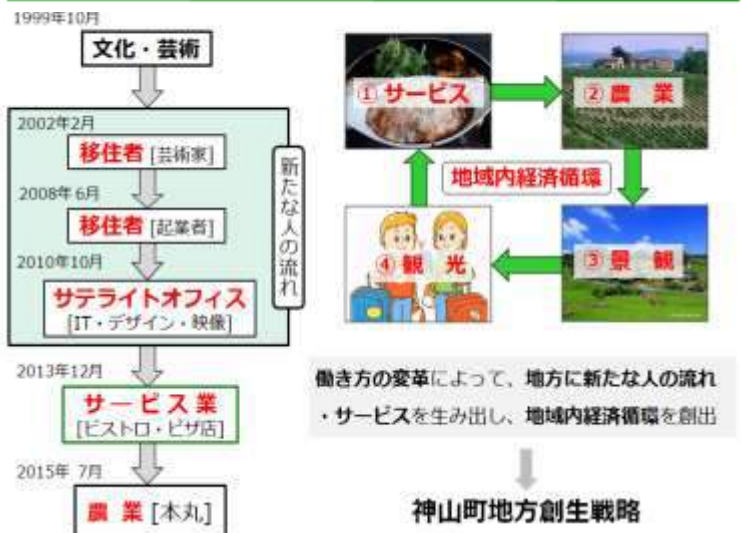 1999年10月
文化・芸術
2002年2月
移住者 [芸術家]
2008年6月
移住者 [起業者]
2010年10月
サテライトオフィス
[IT・デザイン・映像]
新たな人の流れ
2013年12月
サービス業
[ビストロ・ピザ店]
2015年 7月
農 業 [本丸]
① サービス
② 農 業
地域内経済循環
④ 観 光
③ 景 観
働き方の変革によって、地方に新たな人の流れ
・サービスを生み出し、地域内経済循環を創出
神山町地方創生戦略